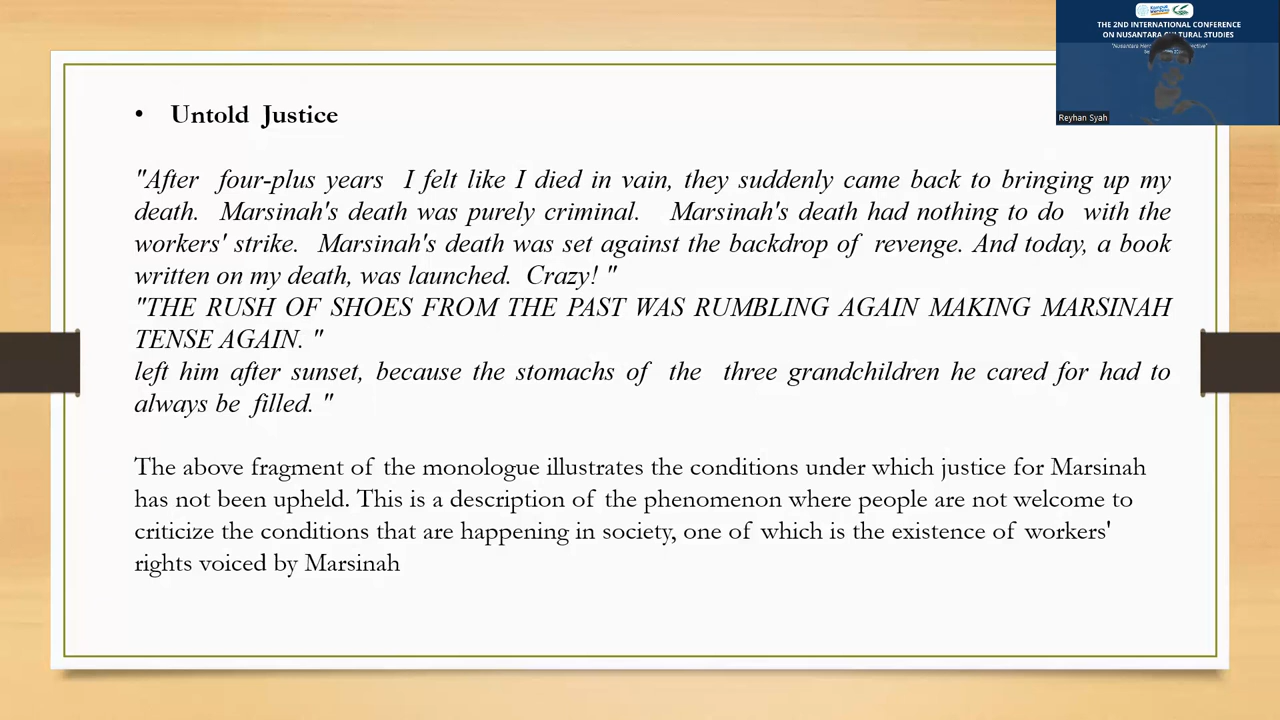 THE 2ND INTERNATIONAL CONFERENCE
ON NUSANTARA CULTURAL STUDIES
Reyhan Syah
• Untold Justice
"After four-plus years I felt like I died in vain, they suddenly came back to bringing up my
death. Marsinah's death was purely criminal. Marsinah's death had nothing to do with the
workers' strike. Marsinah's death was set against the backdrop of revenge. And today, a book
written on my death, was launched. Crazy! "
"THE RUSH OF SHOES FROM THE PAST WAS RUMBLING AGAIN MAKING MARSINAH
TENSE AGAIN. "
left him after sunset, because the stomachs of the three grandchildren he cared for had to
always be filled. "
The above fragment of the monologue illustrates the conditions under which justice for Marsinah
has not been upheld. This is a description of the phenomenon where people are not welcome to
criticize the conditions that are happening in society, one of which is the existence of workers'
rights voiced by Marsinah